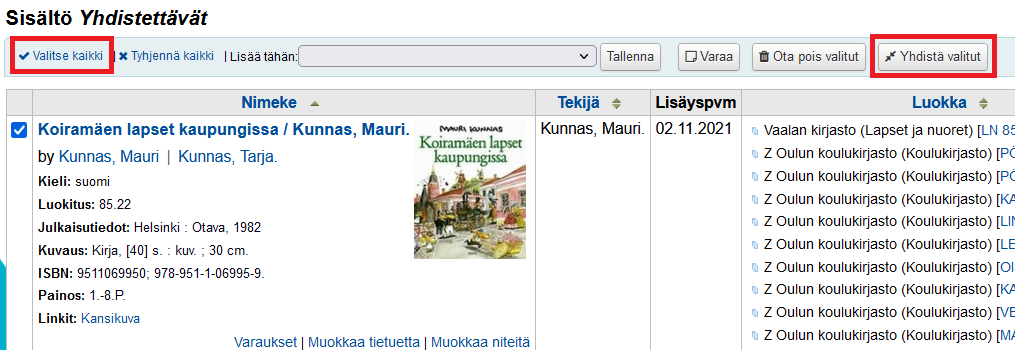 Sisältö Yhdistettävät
Valitse kaikki | Tyhjennä kaikki | Lisää tähän: Tallenna Varaa Ota pois valitut Yhdistä valitut
Nimeke Tekijä Lisäyspvm Luokka
Koiramäen lapset kaupungissa / Kunnas, Mauri.
by Kunnas, Mauri | Kunnas, Tarja.
Kieli: suomi
Luokitus: 85.22
Julkaisutiedot: Helsinki : Otava, 1982
Kuvaus: Kirja, [40] s. : kuv. ; 30 cm.
ISBN: 9511069950; 978-951-1-06995-9.
Painos: 1.-8.P.
Linkit: Kansikuva
Varaukset | Muokkaa tietuetta | Muokkaa niteitä
MAURI KUNNAS
Koiramäen lapset
kaupungissa
Kunnas, Mauri.
02.11.2021
Vaalan kirjasto (Lapset ja nuoret) [LN 85
Z Oulun koulukirjasto (Koulukirjasto) [PÖ
Z Oulun koulukirjasto (Koulukirjasto) [PÖ
Z Oulun koulukirjasto (Koulukirjasto) [KA
Z Oulun koulukirjasto (Koulukirjasto) [LIN
Z Oulun koulukirjasto (Koulukirjasto) [LE
Z Oulun koulukirjasto (Koulukirjasto) [OI
Z Oulun koulukirjasto (Koulukirjasto) [KA
Z Oulun koulukirjasto (Koulukirjasto) [VE
Z Oulun koulukirjasto (Koulukirjasto) [MA